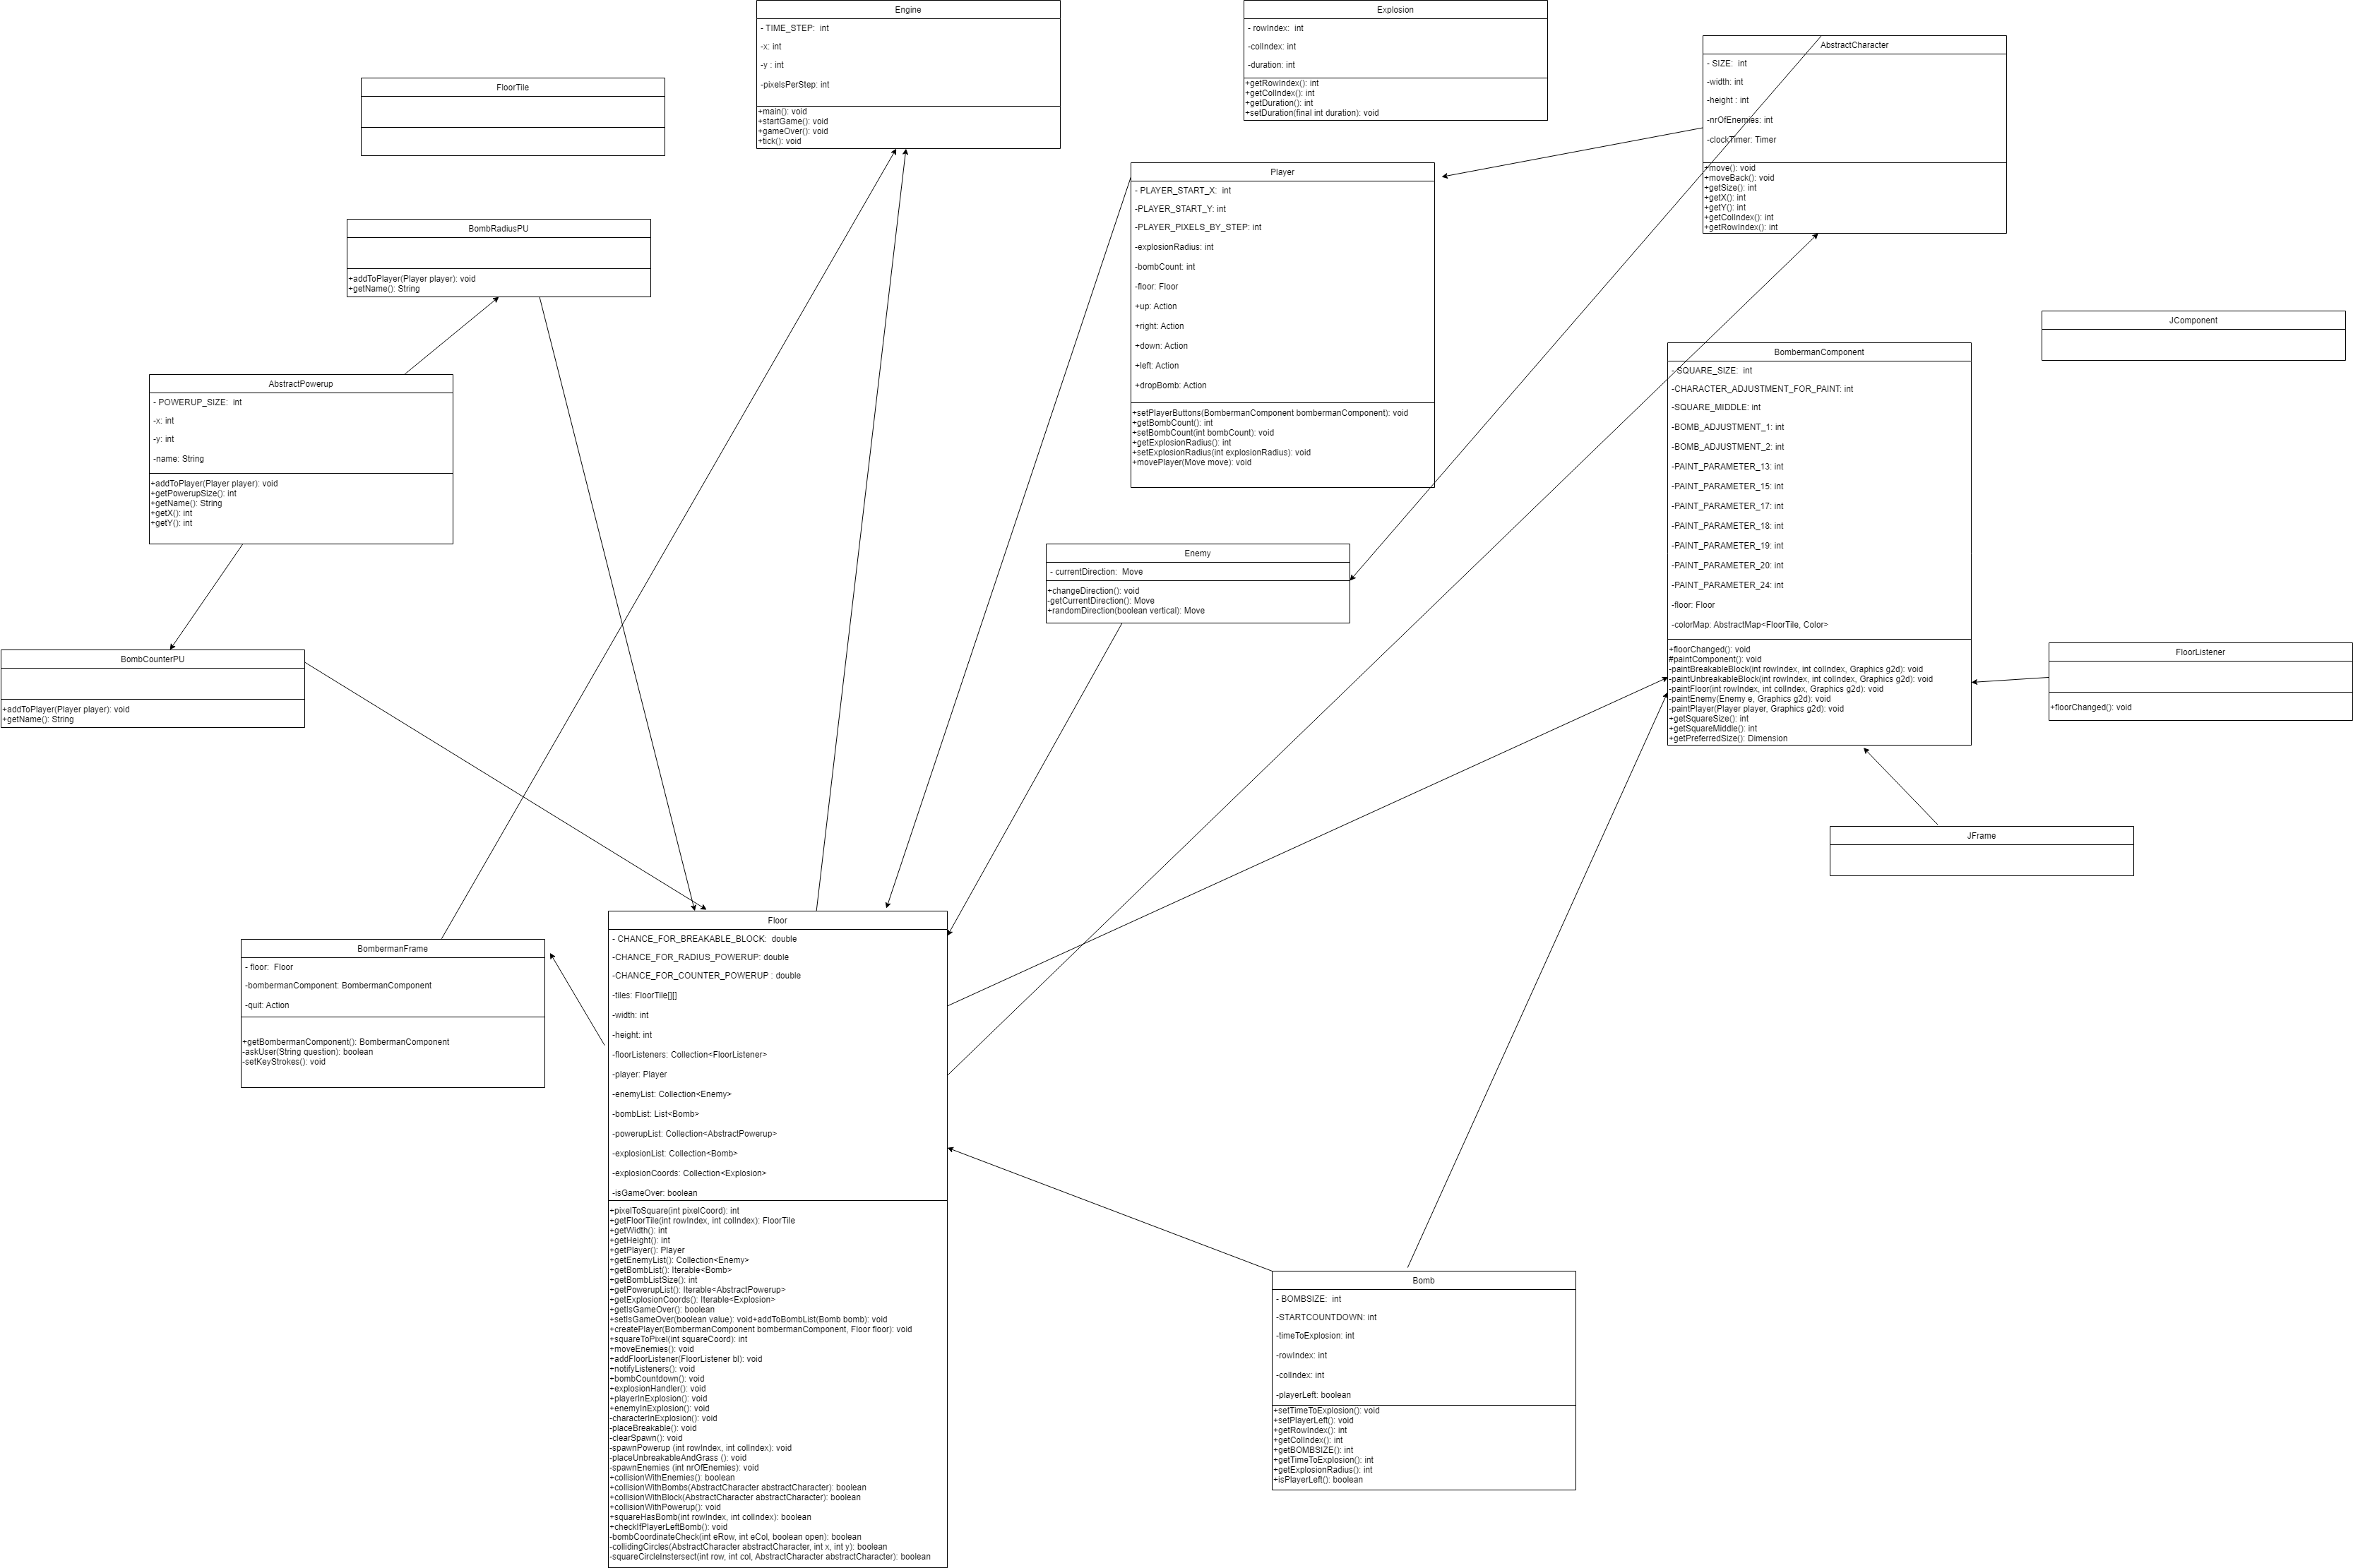 Engine
- TIME_STEP:  int
-x: int
-y : int
-pixelsPerStep: int
+main(): void
+startGame(): void
+gameOver(): void
+tick(): void
Explosion
- rowIndex:  int
-colIndex: int
-duration: int
+getRowIndex(): int
+getColIndex(): int
+getDuration(): int
+setDuration(final int duration): void
AbstractCharacter
- SIZE:  int
-width: int
-height : int
-nrOfEnemies: int
-clockTimer: Timer
+move(): void
+moveBack(): void
+getSize(): int
+getX(): int
+getY(): int
+getColIndex(): int
+getRowIndex(): int
FloorTile
Player
- PLAYER_START_X:  int
-PLAYER_START_Y: int
-PLAYER_PIXELS_BY_STEP: int
-explosionRadius: int
-bombCount: int
-floor: Floor
+up: Action
+right: Action
+down: Action
+left: Action
+dropBomb: Action
+setPlayerButtons(BombermanComponent bombermanComponent): void
+getBombCount(): int
+setBombCount(int bombCount): void
+getExplosionRadius(): int
+setExplosionRadius(int explosionRadius): void
+movePlayer(Move move): void
BombRadiusPU
+addToPlayer(Player player): void
+getName(): String
JComponent
BombermanComponent
- SQUARE_SIZE:  int
-CHARACTER_ADJUSTMENT_FOR_PAINT: int
-SQUARE_MIDDLE: int
-BOMB_ADJUSTMENT_1: int
-BOMB_ADJUSTMENT_2: int
-PAINT_PARAMETER_13: int
-PAINT_PARAMETER_15: int
-PAINT_PARAMETER_17: int
-PAINT_PARAMETER_18: int
-PAINT_PARAMETER_19: int
-PAINT_PARAMETER_20: int
-PAINT_PARAMETER_24: int
-floor: Floor
-colorMap: AbstractMap<FloorTile, Color>
+floorChanged(): void
#paintComponent(): void
-paintBreakableBlock(int rowIndex, int colIndex, Graphics g2d): void
-paintUnbreakableBlock(int rowIndex, int colIndex, Graphics g2d): void
-paintFloor(int rowIndex, int colIndex, Graphics g2d): void
-paintEnemy(Enemy e, Graphics g2d): void
-paintPlayer(Player player, Graphics g2d): void
+getSquareSize(): int
+getSquareMiddle(): int
+getPreferredSize(): Dimension
AbstractPowerup
- POWERUP_SIZE:  int
-x: int
-y: int
-name: String
+addToPlayer(Player player): void
+getPowerupSize(): int
+getName(): String
+getX(): int
+getY(): int
Enemy
- currentDirection:  Move
+changeDirection(): void
-getCurrentDirection(): Move
+randomDirection(boolean vertical): Move
BombCounterPU
+addToPlayer(Player player): void
+getName(): String
FloorListener
+floorChanged(): void
JFrame
BombermanFrame
- floor:  Floor
-bombermanComponent: BombermanComponent
-quit: Action
+getBombermanComponent(): BombermanComponent
-askUser(String question): boolean
-setKeyStrokes(): void
Floor
- CHANCE_FOR_BREAKABLE_BLOCK:  double
-CHANCE_FOR_RADIUS_POWERUP: double
-CHANCE_FOR_COUNTER_POWERUP : double
-tiles: FloorTile[][]
-width: int
-height: int
-floorListeners: Collection<FloorListener>
-player: Player
-enemyList: Collection<Enemy>
-bombList: List<Bomb>
-powerupList: Collection<AbstractPowerup>
-explosionList: Collection<Bomb>
-explosionCoords: Collection<Explosion>
-isGameOver: boolean
+pixelToSquare(int pixelCoord): int
+getFloorTile(int rowIndex, int colIndex): FloorTile
+getWidth(): int
+getHeight(): int
+getPlayer(): Player
+getEnemyList(): Collection<Enemy>
+getBombList(): Iterable<Bomb>
+getBombListSize(): int
+getPowerupList(): Iterable<AbstractPowerup>
+getExplosionCoords(): Iterable<Explosion>
+getIsGameOver(): boolean
+setIsGameOver(boolean value): void+addToBombList(Bomb bomb): void
+createPlayer(BombermanComponent bombermanComponent, Floor floor): void
+squareToPixel(int squareCoord): int
+moveEnemies(): void
+addFloorListener(FloorListener bl): void
+notifyListeners(): void
+bombCountdown(): void
+explosionHandler(): void
+playerInExplosion(): void
+enemyInExplosion(): void
-characterInExplosion(): void
-placeBreakable(): void
-clearSpawn(): void
-spawnPowerup (int rowIndex, int colIndex): void
-placeUnbreakableAndGrass (): void
-spawnEnemies (int nrOfEnemies): void
+collisionWithEnemies(): boolean
+collisionWithBombs(AbstractCharacter abstractCharacter): boolean
+collisionWithBlock(AbstractCharacter abstractCharacter): boolean
+collisionWithPowerup(): void
+squareHasBomb(int rowIndex, int colIndex): boolean
+checkIfPlayerLeftBomb(): void
-bombCoordinateCheck(int eRow, int eCol, boolean open): boolean
-collidingCircles(AbstractCharacter abstractCharacter, int x, int y): boolean
-squareCircleInstersect(int row, int col, AbstractCharacter abstractCharacter): boolean
Bomb
- BOMBSIZE:  int
-STARTCOUNTDOWN: int
-timeToExplosion: int
-rowIndex: int
-colIndex: int
-playerLeft: boolean
+setTimeToExplosion(): void
+setPlayerLeft(): void
+getRowIndex(): int
+getColIndex(): int
+getBOMBSIZE(): int
+getTimeToExplosion(): int
+getExplosionRadius(): int
+isPlayerLeft(): boolean